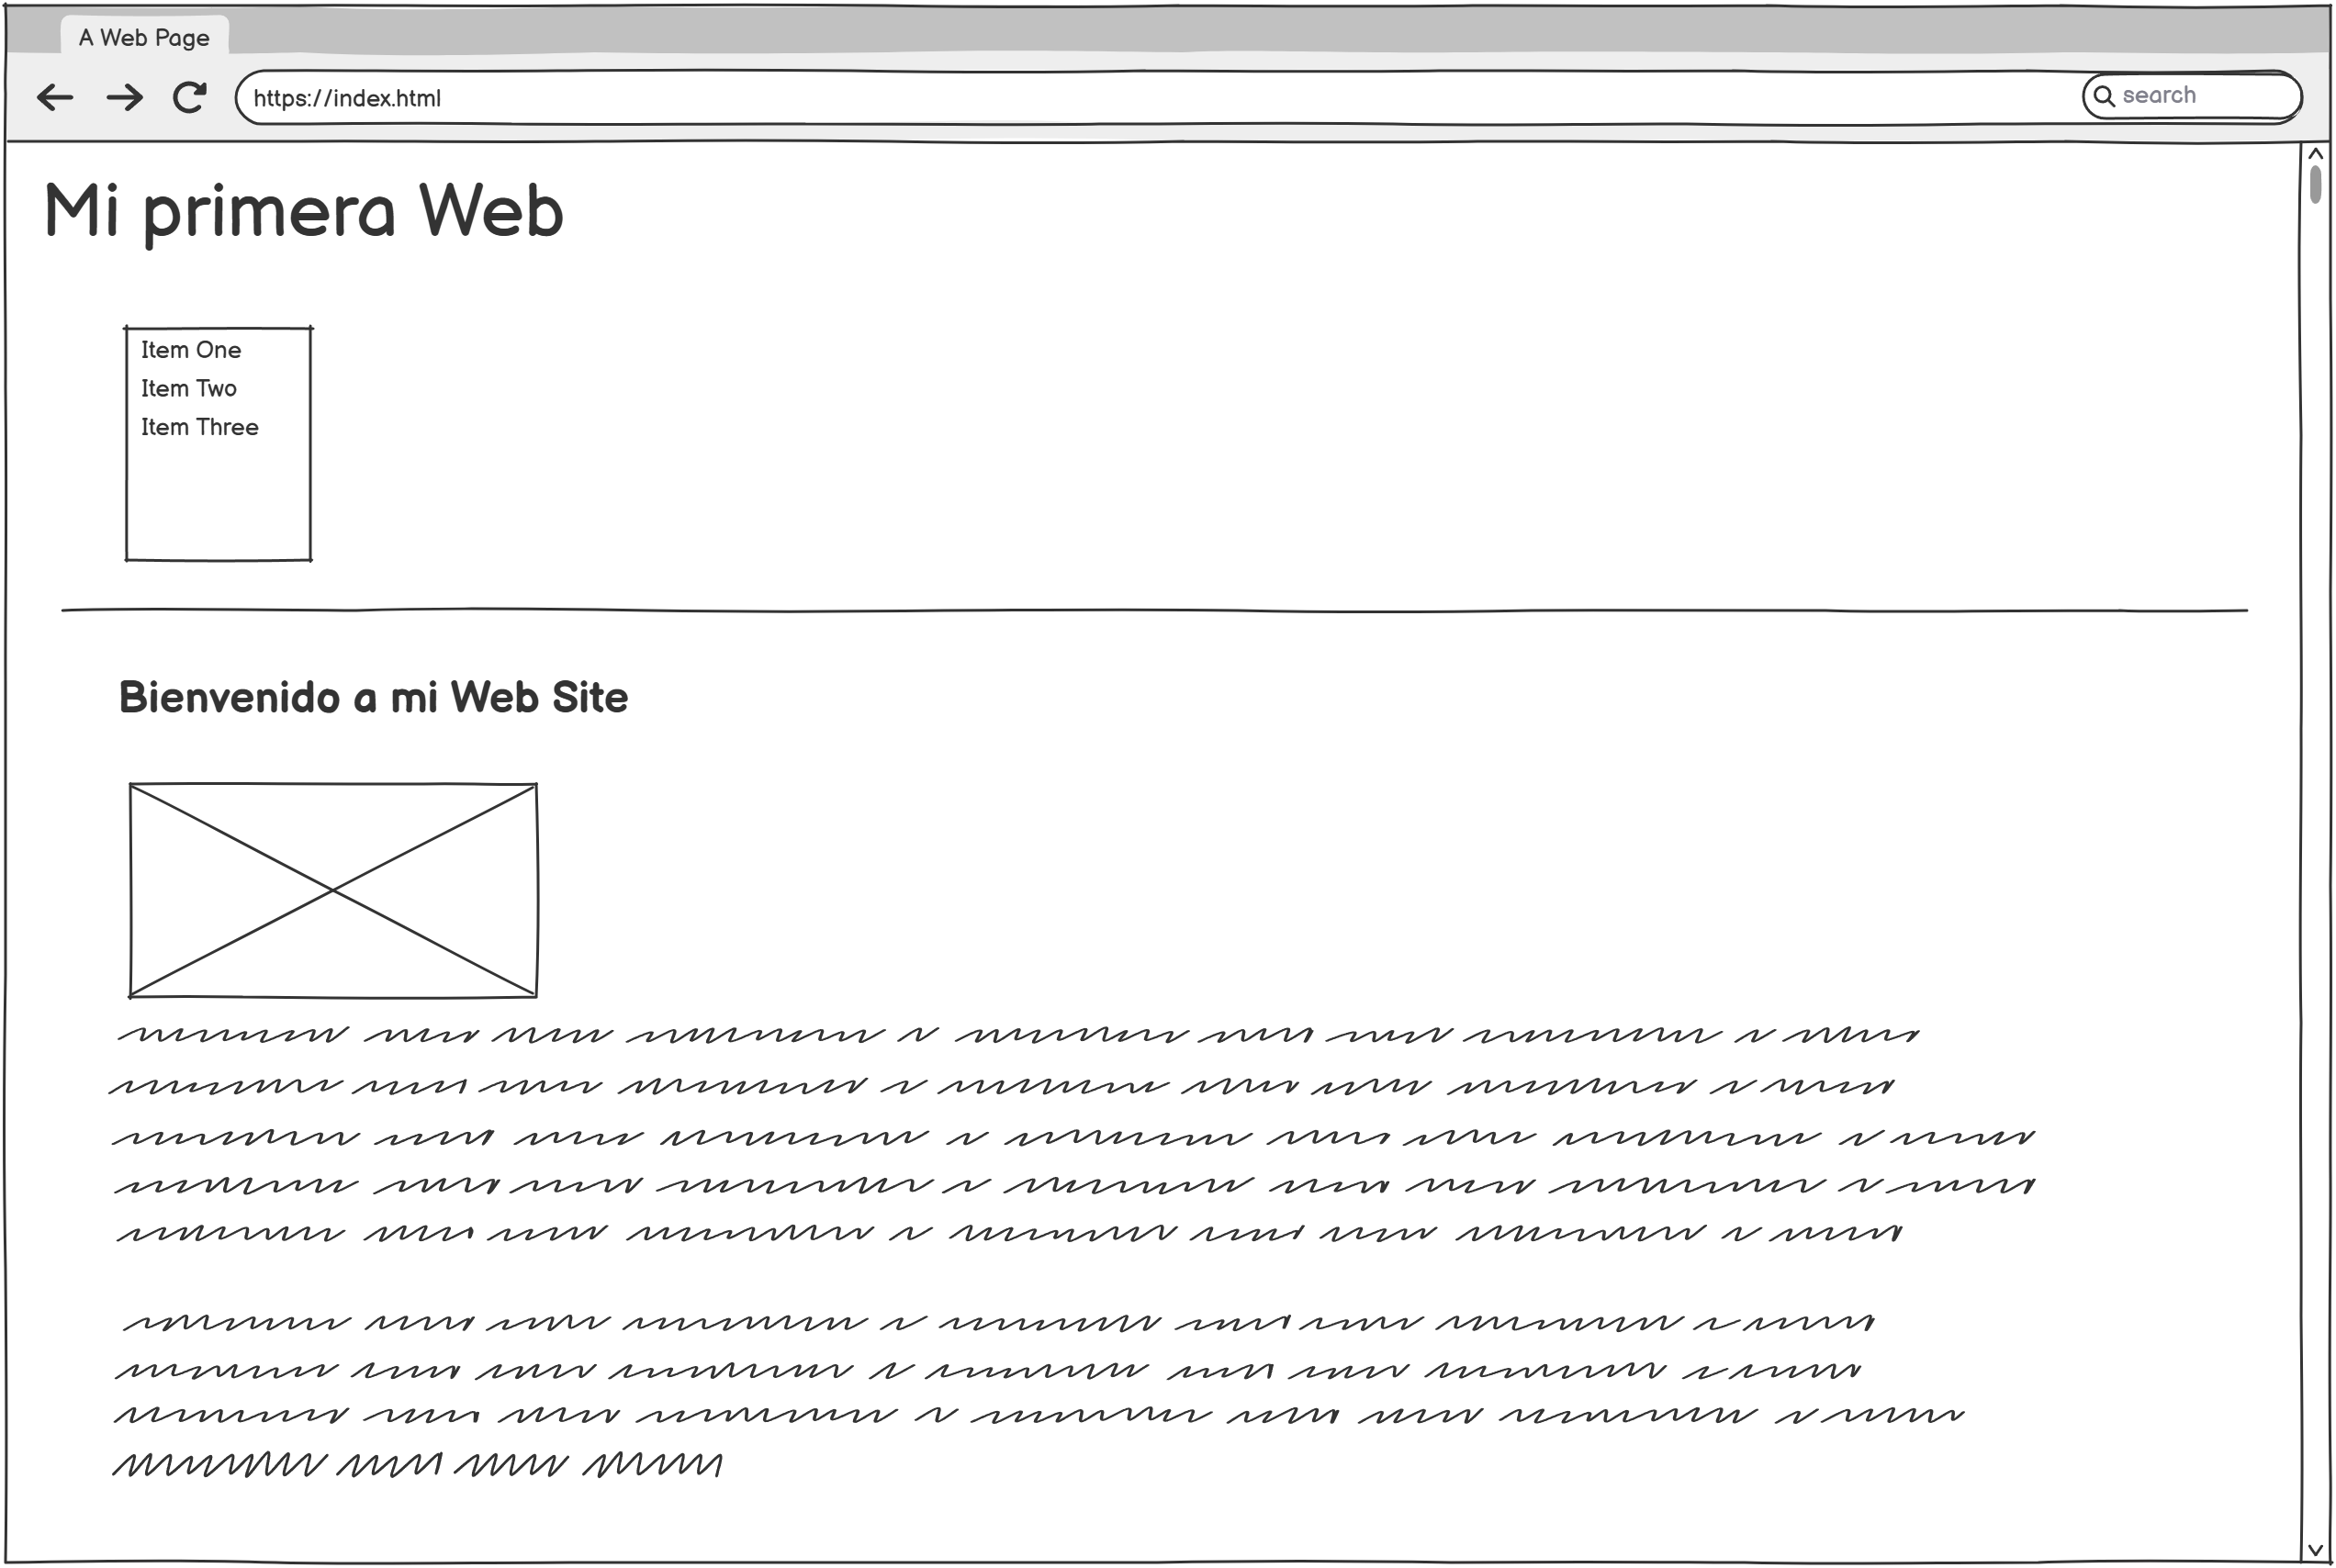 A Web Page
https://index.html
search
Mi primera Web
Item One
Item Two
Item Three
Bienvenido a mi Web Site